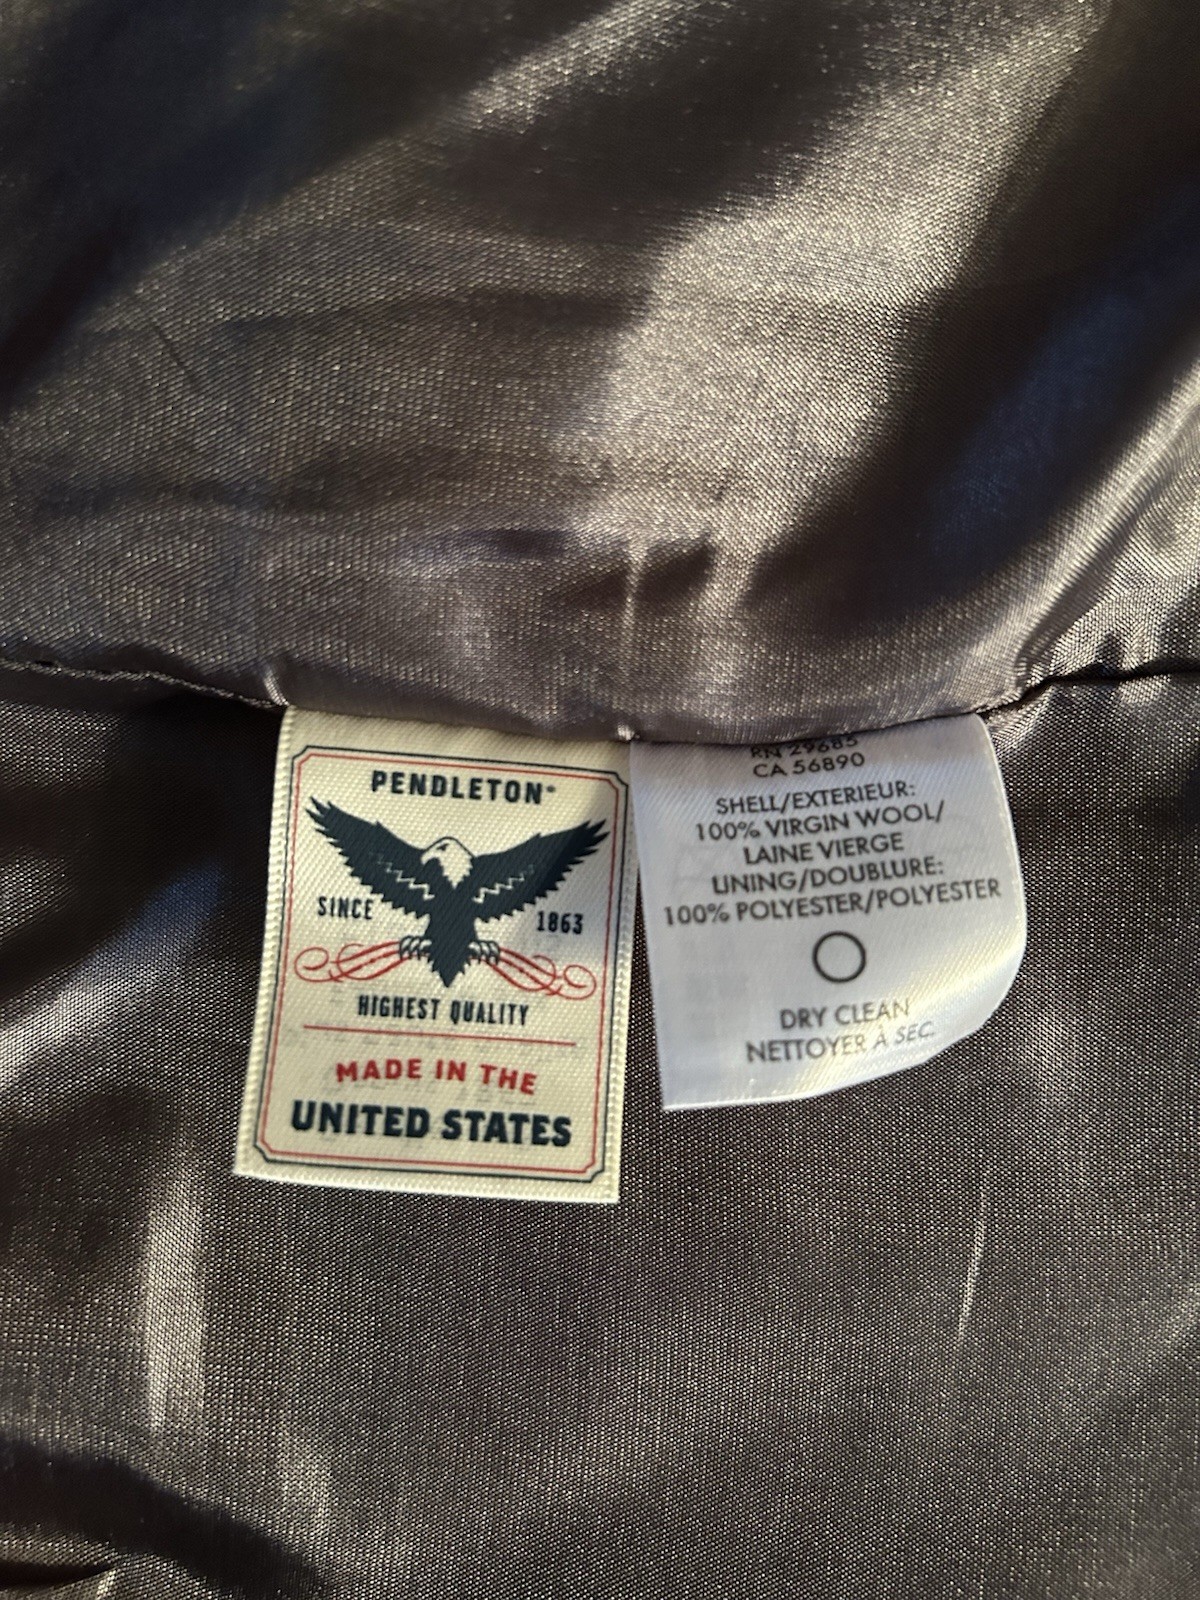 PENDLETON®
SINCE 1863
HIGHEST QUALITY
MADE IN THE
UNITED STATES
RN 29685
CA 56890
SHELL/EXTERIEUR:
100% VIRGIN WOOL/
LAINE VIERGE
LINING/DOUBLURE:
100% POLYESTER/POLYESTER
DRY CLEAN
NETTOYER À SEC.